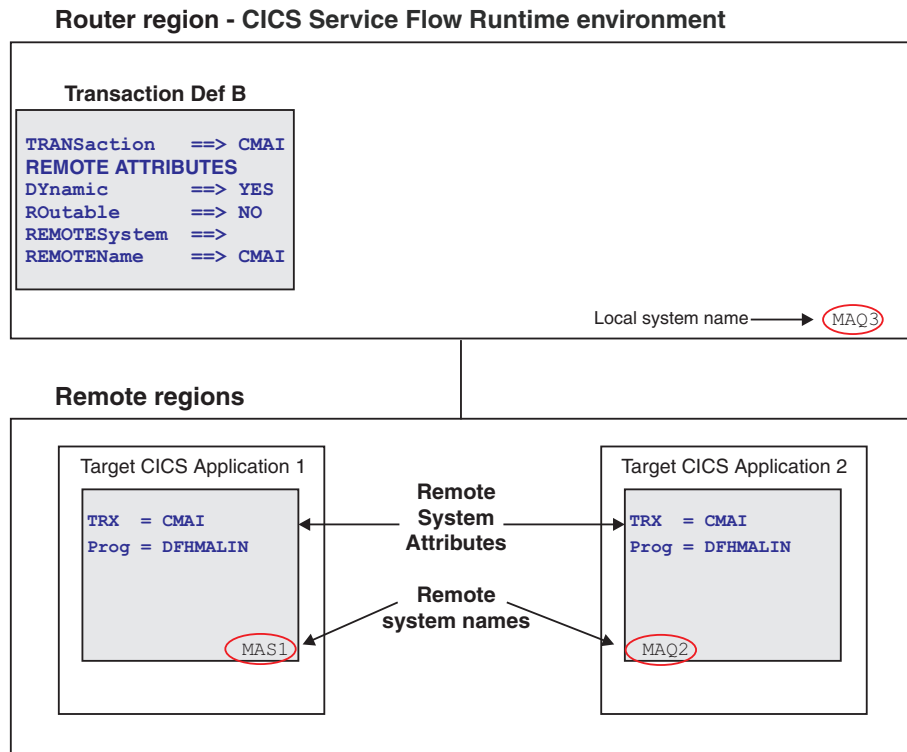 Router region - CICS Service Flow Runtime environment
Transaction Def B
TRANSaction ==> CMAI
REMOTE ATTRIBUTES
DYnamic ==> YES
ROutable ==> NO
REMOTESystem ==>
REMOTEName ==> CMAI
Local system name
MAQ3
Remote regions
Target CICS Application 1
TRX = CMAI
Prog = DFHMALIN
MAS1
Remote
System
Attributes
Remote
system names
Target CICS Application 2
TRX = CMAI
Prog = DFHMALIN
MAQ2